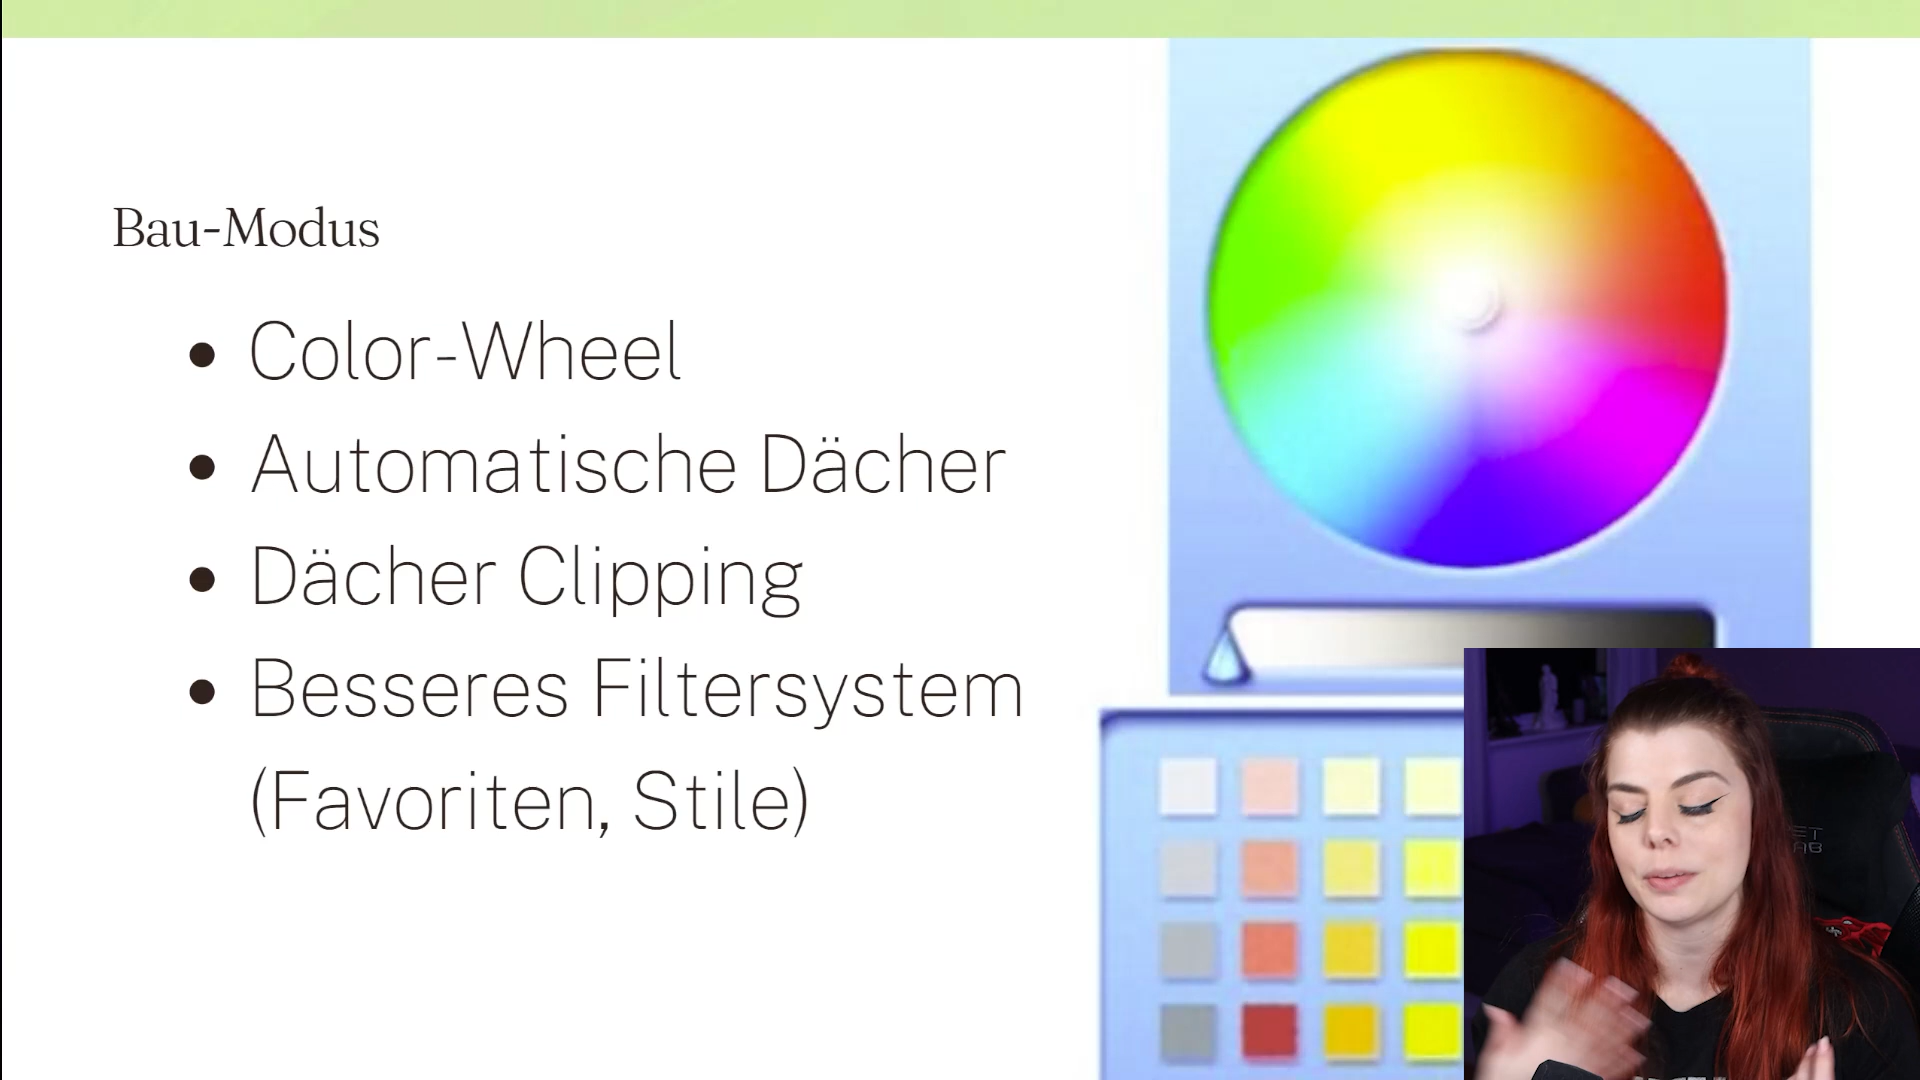 Bau-Modus
Color-Wheel
Automatische Dächer
Dächer Clipping
Besseres Filtersystem
(Favoriten, Stile)